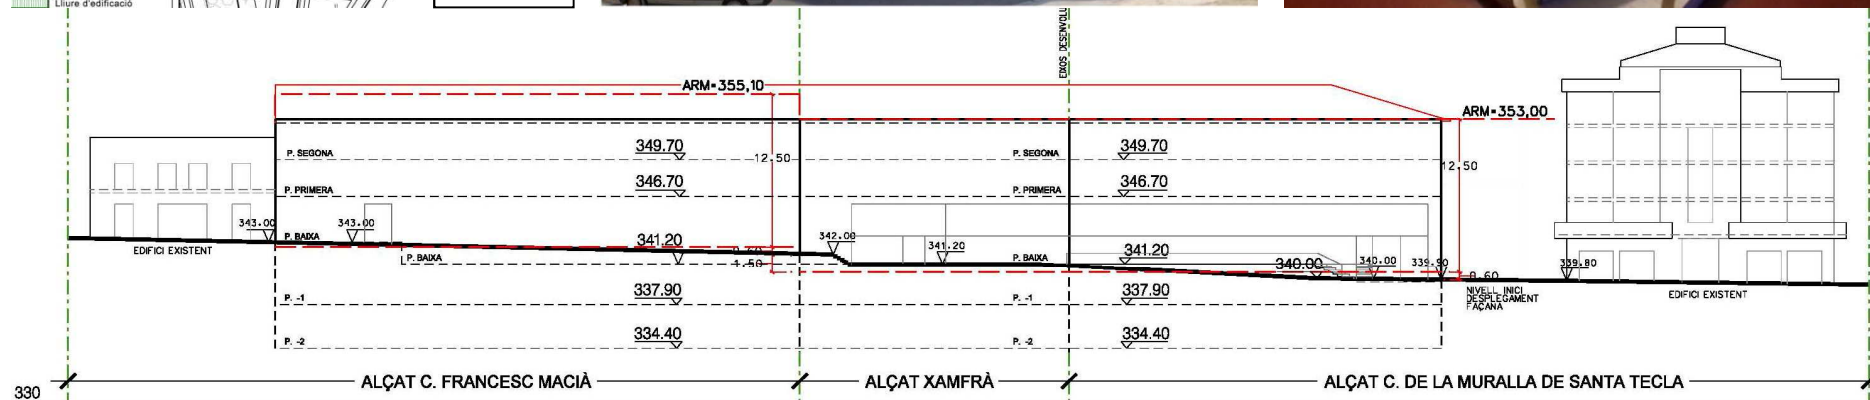 Lliure d'edificació
EIXOS DESENVOLU
ARM=355,10
ARM=353,00
P. SEGONA
349.70
12.50
P. SEGONA
349.70
12.50
P. PRIMERA
346.70
P. PRIMERA
346.70
343.00
343.00
P. BAIXA
341.20
342.00
341.20
P. BAIXA
341.20
EDIFICI EXISTENT
P. BAIXA
1.50
340.00
340.00
339.90
0.60
339.80
P. -1
337.90
P. -1
337.90
NIVELL INICI
DESPLEGAMENT
FAÇANA
EDIFICI EXISTENT
P. -2
334.40
P. -2
334.40
330
ALÇAT C. FRANCESC MACIÀ
ALÇAT XAMFRÀ
ALÇAT C. DE LA MURALLA DE SANTA TECLA